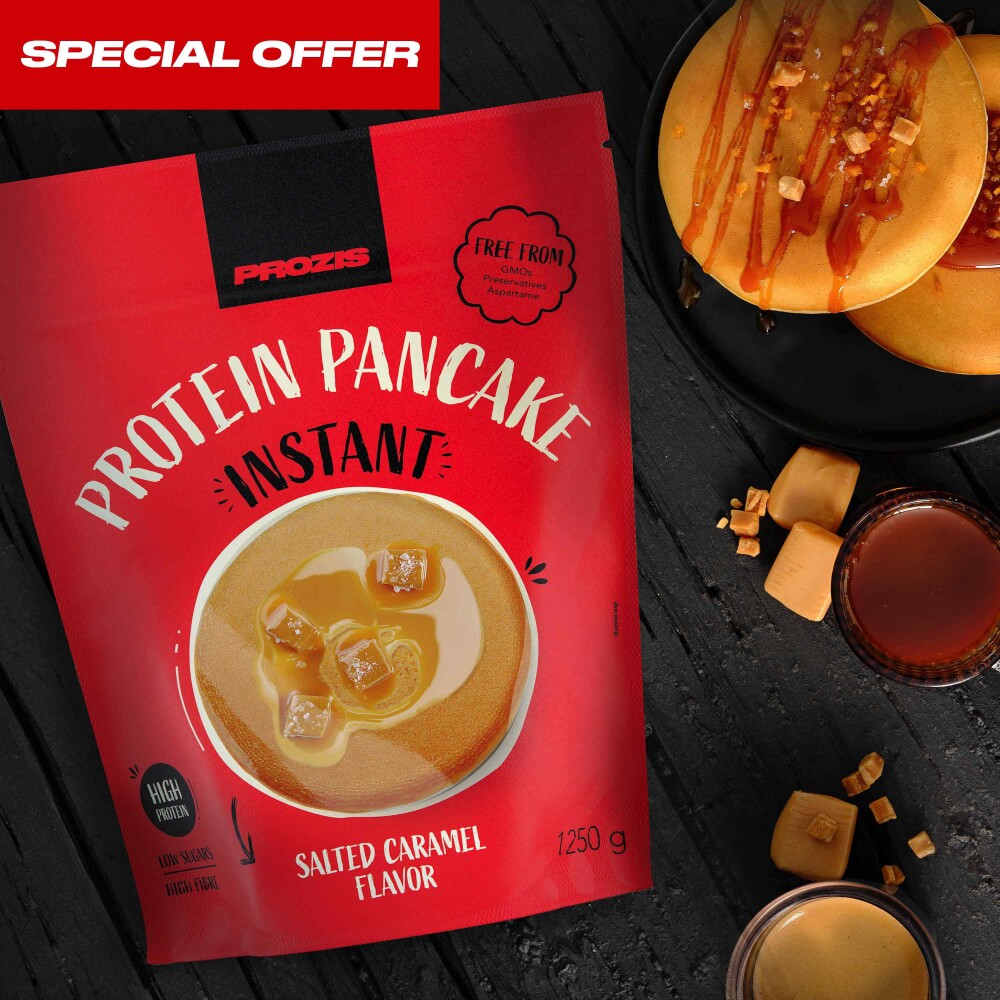 SPECIAL OFFER
PROZIS
FREE FROM
GMOs
Preservatives
Aspartame
PROTEIN PANCAKE
INSTANT
HIGH
PROTEIN
LOW SUGARS
HIGH FIBRE
SALTED CARAMEL
FLAVOR
1250 g